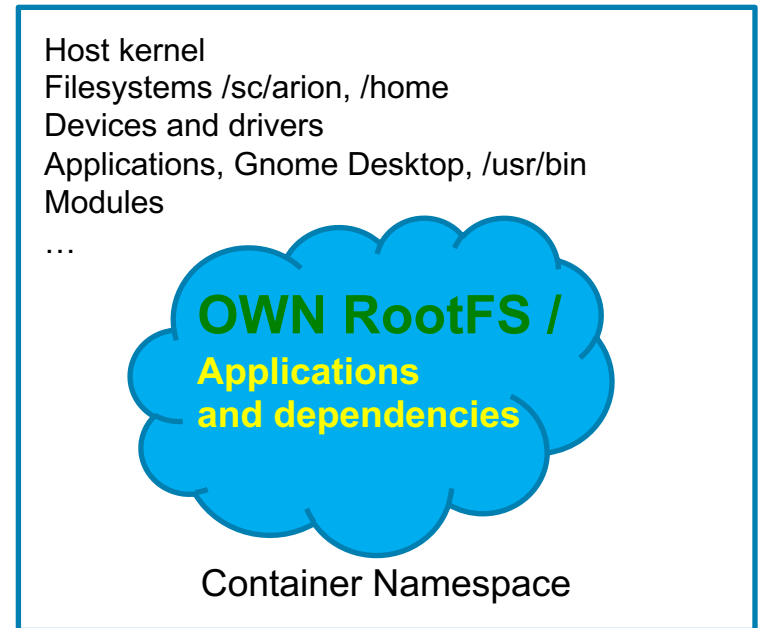 Host kernel
Filesystems /sc/arion, /home
Devices and drivers
Applications, Gnome Desktop, /usr/bin
Modules
…
OWN RootFS /
Applications
and dependencies
Container Namespace